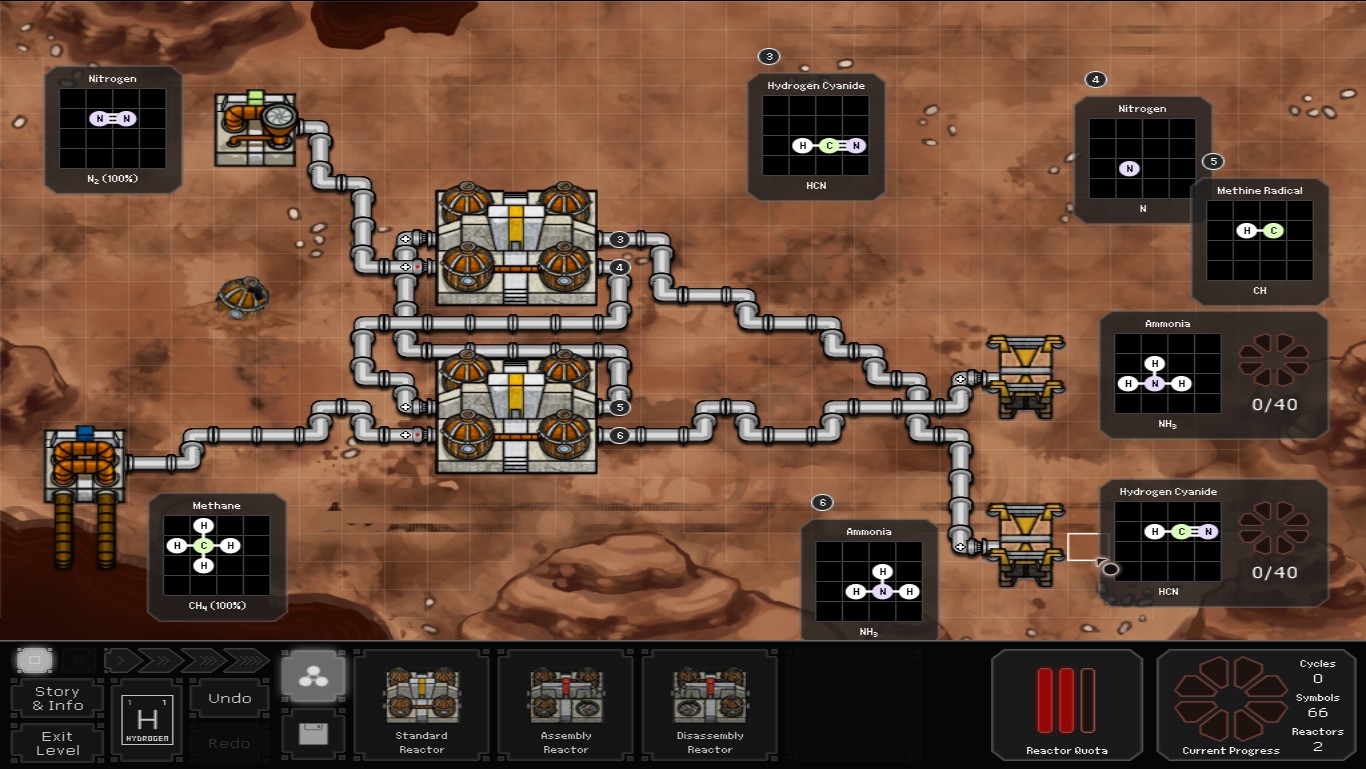 3
Nitrogen
N=N
N₂ (100%)
Hydrogen Cyanide
H-C≡N
HCN
4
Nitrogen
N
N
5
Methine Radical
H-C
CH
3
4
Ammonia
H
H-N-H
NH₃
0/40
5
6
Methane
H
H-C-H
H
CH₄ (100%)
6
Ammonia
H
H-N-H
NH₃
Hydrogen Cyanide
H-C≡N
HCN
0/40
Story
& Info
Exit
Level
1 1
H
HYDROGEN
Undo
Redo
Standard
Reactor
Assembly
Reactor
Disassembly
Reactor
Reactor Quota
Current Progress
Cycles
0
Symbols
66
Reactors
2